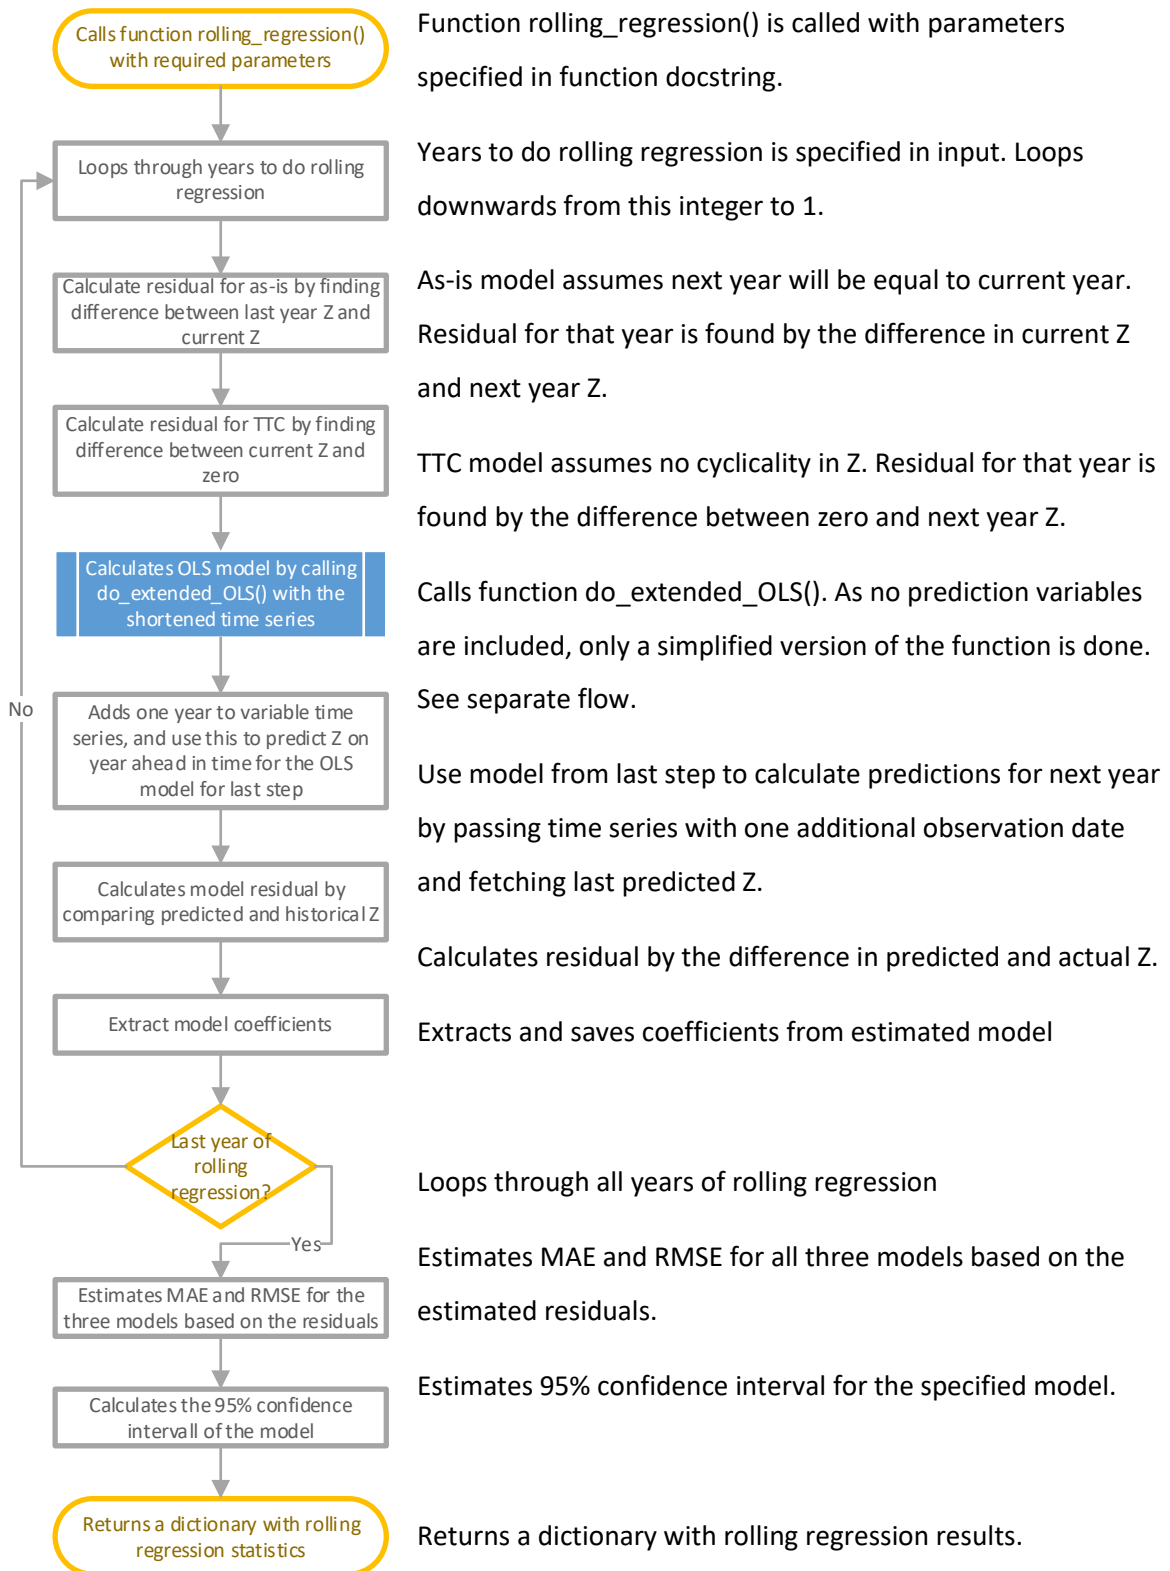 Calls function rolling_regression()
with required parameters
Function rolling_regression() is called with parameters
specified in function docstring.
Loops through years to do rolling
regression
Years to do rolling regression is specified in input. Loops
downwards from this integer to 1.
Calculate residual for as-is by finding
difference between last year Z and
current Z
As-is model assumes next year will be equal to current year.
Residual for that year is found by the difference in current Z
and next year Z.
Calculate residual for TTC by finding
difference between current Z and
zero
TTC model assumes no cyclicality in Z. Residual for that year is
found by the difference between zero and next year Z.
Calculates OLS model by calling
do_extended_OLS() with the
shortened time series
Calls function do_extended_OLS(). As no prediction variables
are included, only a simplified version of the function is done.
See separate flow.
No
Adds one year to variable time
series, and use this to predict Z on
year ahead in time for the OLS
model for last step
Use model from last step to calculate predictions for next year
by passing time series with one additional observation date
and fetching last predicted Z.
Calculates model residual by
comparing predicted and historical Z
Calculates residual by the difference in predicted and actual Z.
Extract model coefficients
Extracts and saves coefficients from estimated model
Last year of
rolling
regression?
Loops through all years of rolling regression
Yes
Estimates MAE and RMSE for the
three models based on the residuals
Estimates MAE and RMSE for all three models based on the
estimated residuals.
Calculates the 95% confidence
intervall of the model
Estimates 95% confidence interval for the specified model.
Returns a dictionary with rolling
regression statistics
Returns a dictionary with rolling regression results.